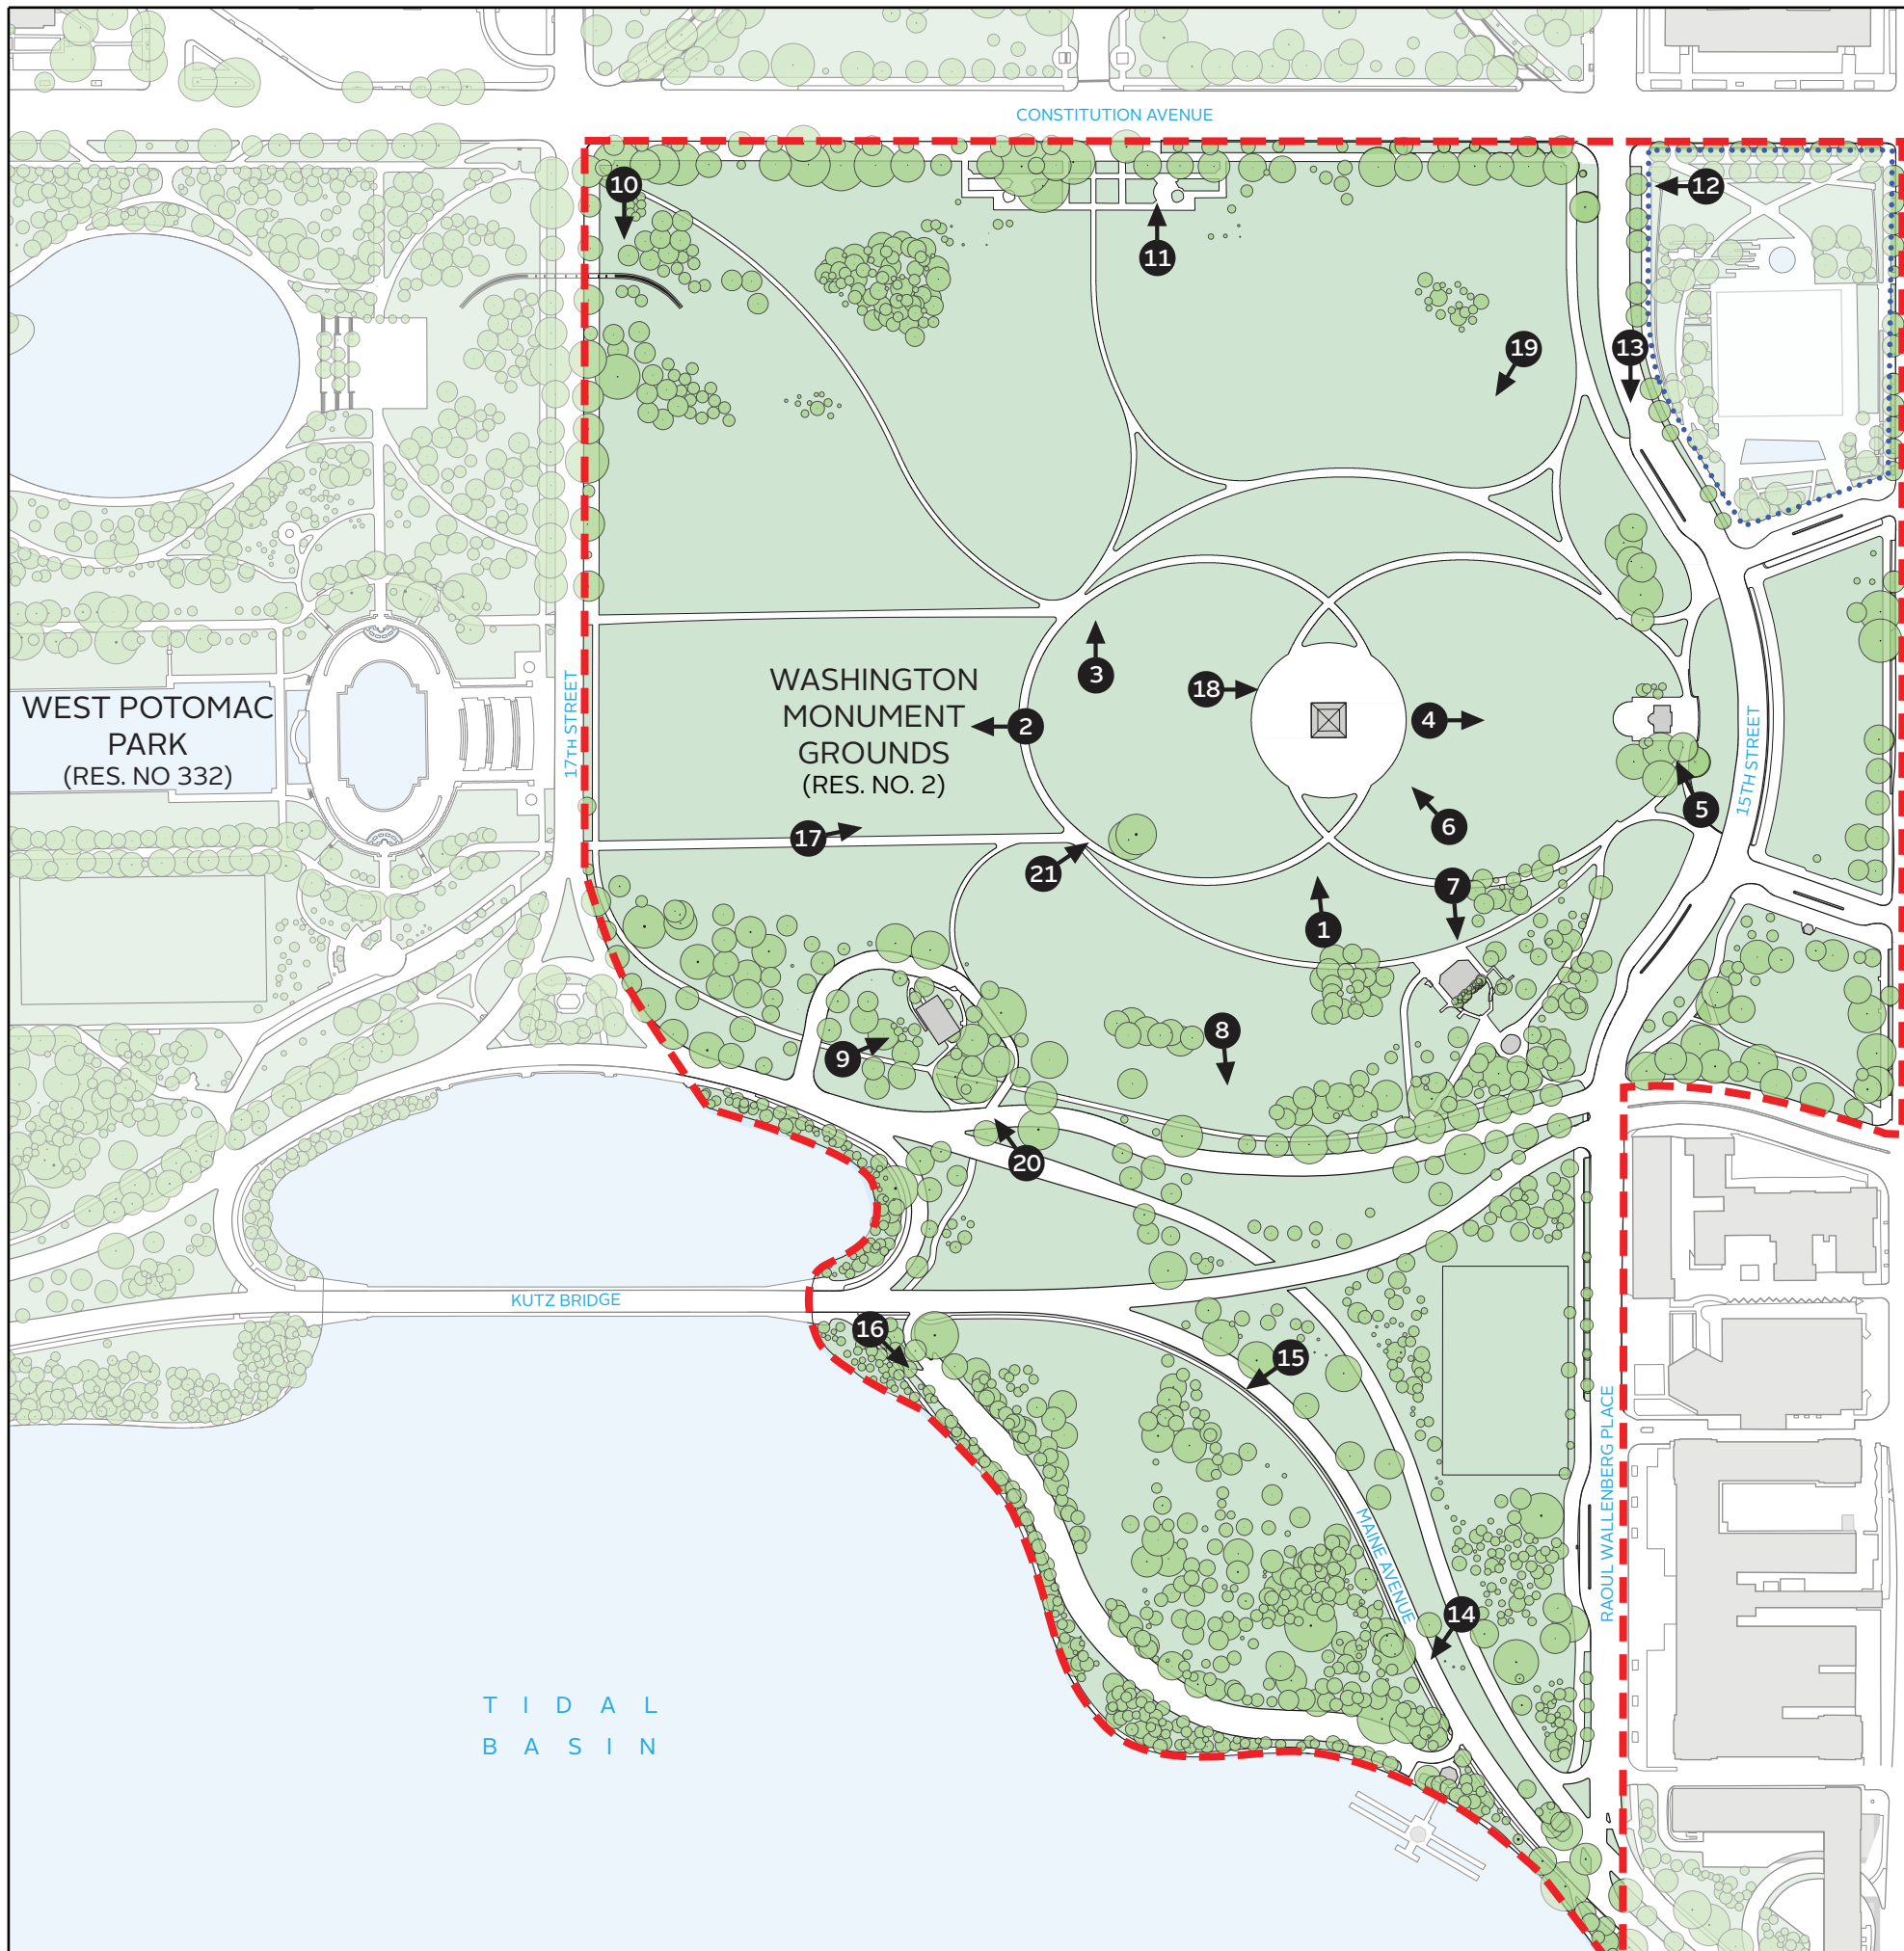 CONSTITUTION AVENUE
10
12
11
19
13
WEST POTOMAC
PARK
(RES. NO 332)
17TH STREET
WASHINGTON
MONUMENT
GROUNDS
(RES. NO. 2)
3
18
2
4
15TH STREET
5
6
17
21
7
1
8
9
20
KUTZ BRIDGE
16
15
RAOUL WALLENBERG PLACE
MAINE AVENUE
14
TIDAL
BASIN